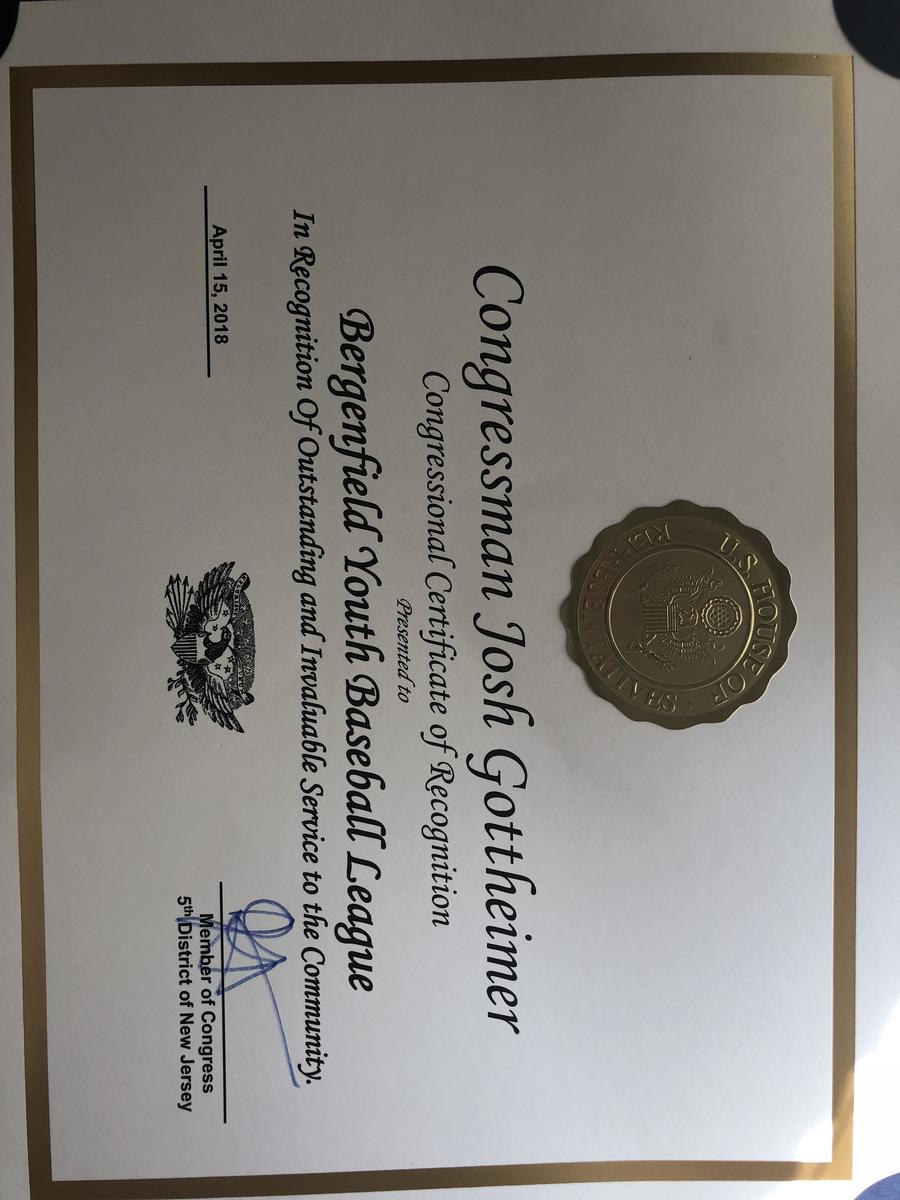 U.S. HOUSE OF REPRESENTATIVES
Congressman Josh Gottheimer
Congressional Certificate of Recognition
Presented to
Bergenfield Youth Baseball League
In Recognition Of Outstanding and Invaluable Service to the Community.
April 15, 2018
Member of Congress
5th District of New Jersey